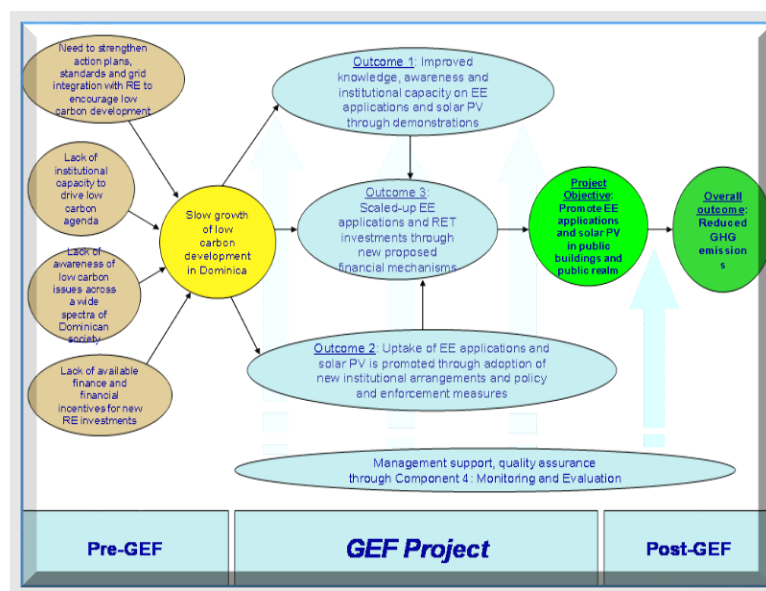 Need to strengthen
action plans,
standards and grid
integration with RE to
encourage low
carbon development
Lack of
institutional
capacity to
drive low
carbon
agenda
Lack of
awareness of
low carbon
issues across
a wide
spectra of
Dominican
society
Lack of available
finance and
financial
incentives for new
RE investments
Slow growth
of low
carbon
development
in Dominica
Outcome 1: Improved
knowledge, awareness and
institutional capacity on EE
applications and solar PV
through demonstrations
Outcome 3:
Scaled-up EE
applications and RET
investments through
new proposed
financial mechanisms
Outcome 2: Uptake of EE applications and
solar PV is promoted through adoption of
new institutional arrangements and policy
and enforcement measures
Project
Objective:
Promote EE
applications
and solar PV
in public
buildings and
public realm
Overall
outcome:
Reduced
GHG
emission
s
Management support, quality assurance
through Component 4: Monitoring and Evaluation
Pre-GEF
GEF Project
Post-GEF